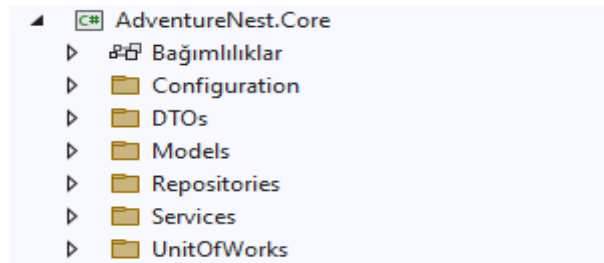 C# AdventureNest.Core
Bağımlılıklar
Configuration
DTOs
Models
Repositories
Services
UnitOfWorks